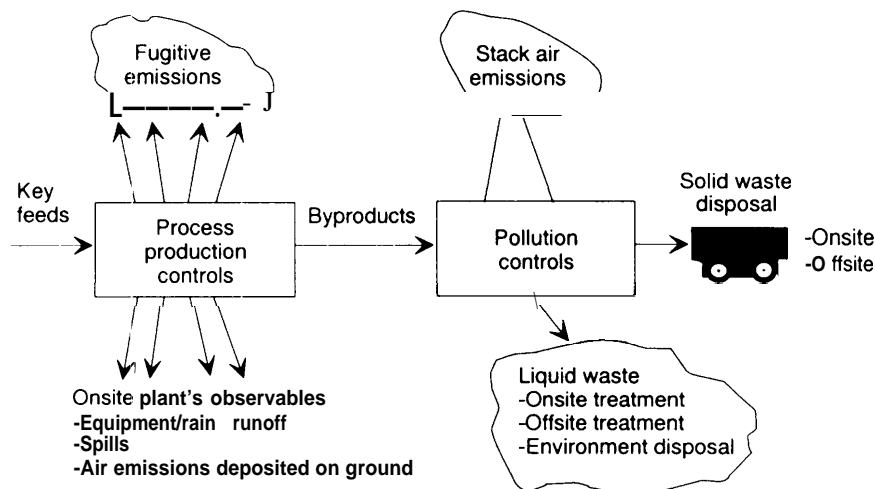 Fugitive
emissions
Stack air
emissions
Key
feeds
Process
production
controls
Byproducts
Pollution
controls
Solid waste
disposal
-Onsite
-O ffsite
Onsite plant's observables
-Equipment/rain runoff
-Spills
-Air emissions deposited on ground
Liquid waste
-Onsite treatment
-Offsite treatment
-Environment disposal